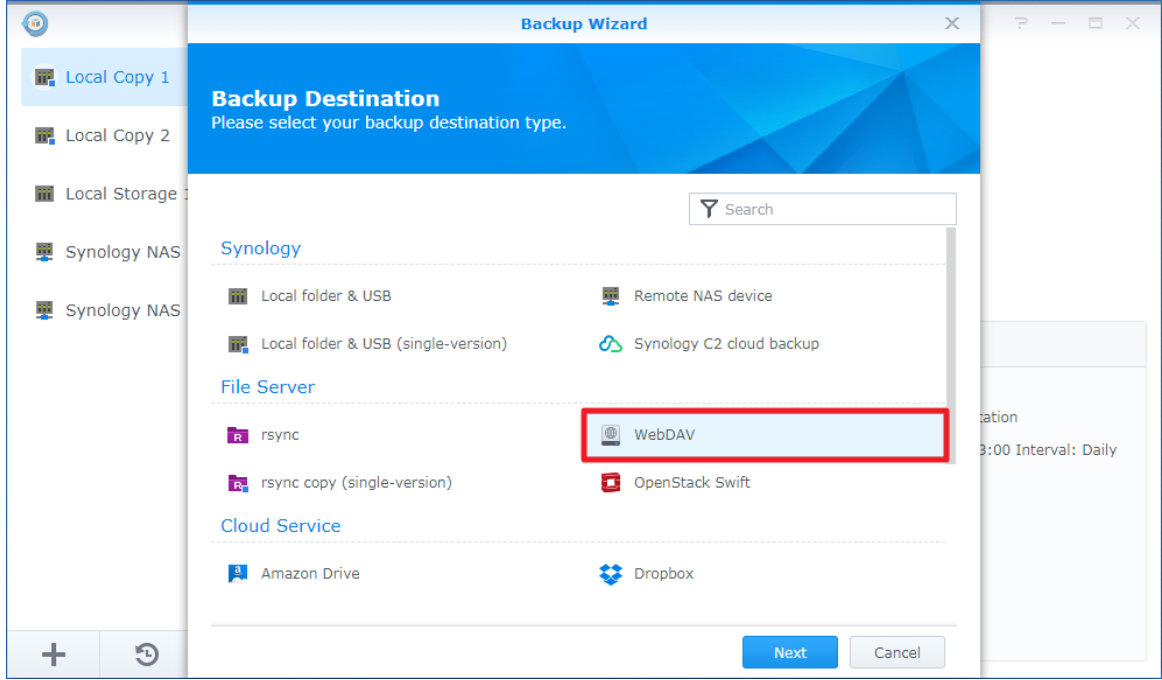 Backup Wizard
Local Copy 1
Local Copy 2
Local Storage
Synology NAS
Synology NAS
Backup Destination
Please select your backup destination type.
Search
Synology
Local folder & USB
Remote NAS device
Local folder & USB (single-version)
Synology C2 cloud backup
File Server
rsync
WebDAV
rsync copy (single-version)
OpenStack Swift
Cloud Service
Amazon Drive
Dropbox
Next
Cancel
:00 Interval: Daily